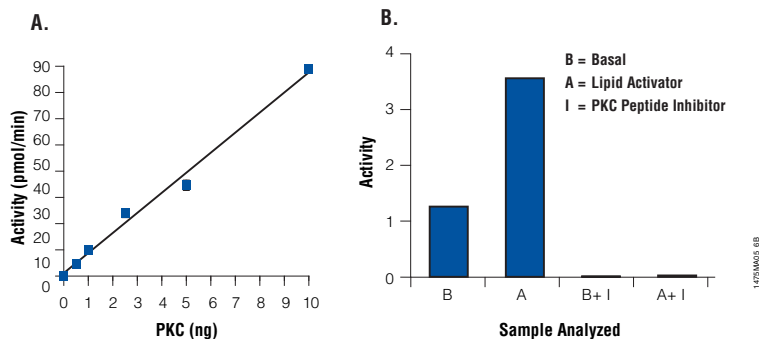 A.
Activity (pmol/min)
90
80
70
60
50
40
30
20
10
0
0 1 2 3 4 5 6 7 8 9 10
PKC (ng)
B.
B = Basal
A = Lipid Activator
I = PKC Peptide Inhibitor
Activity
4
3
2
1
0
B A B+ I A+ I
Sample Analyzed
1475MA05_6B